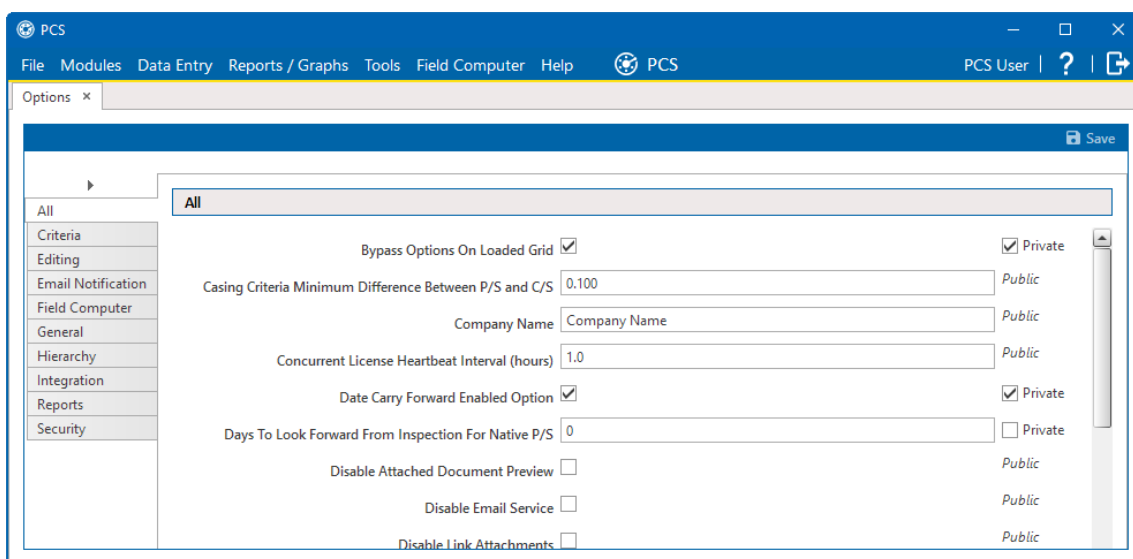 PCS
File Modules Data Entry Reports / Graphs Tools Field Computer Help PCS PCS User ?
Options
Save
All
All
Criteria
Editing
Email Notification
Field Computer
General
Hierarchy
Integration
Reports
Security
Bypass Options On Loaded Grid Private
Casing Criteria Minimum Difference Between P/S and C/S 0.100 Public
Company Name Company Name Public
Concurrent License Heartbeat Interval (hours) 1.0 Public
Date Carry Forward Enabled Option Private
Days To Look Forward From Inspection For Native P/S 0 Private
Disable Attached Document Preview Public
Disable Email Service Public
Disable Link Attachments Public